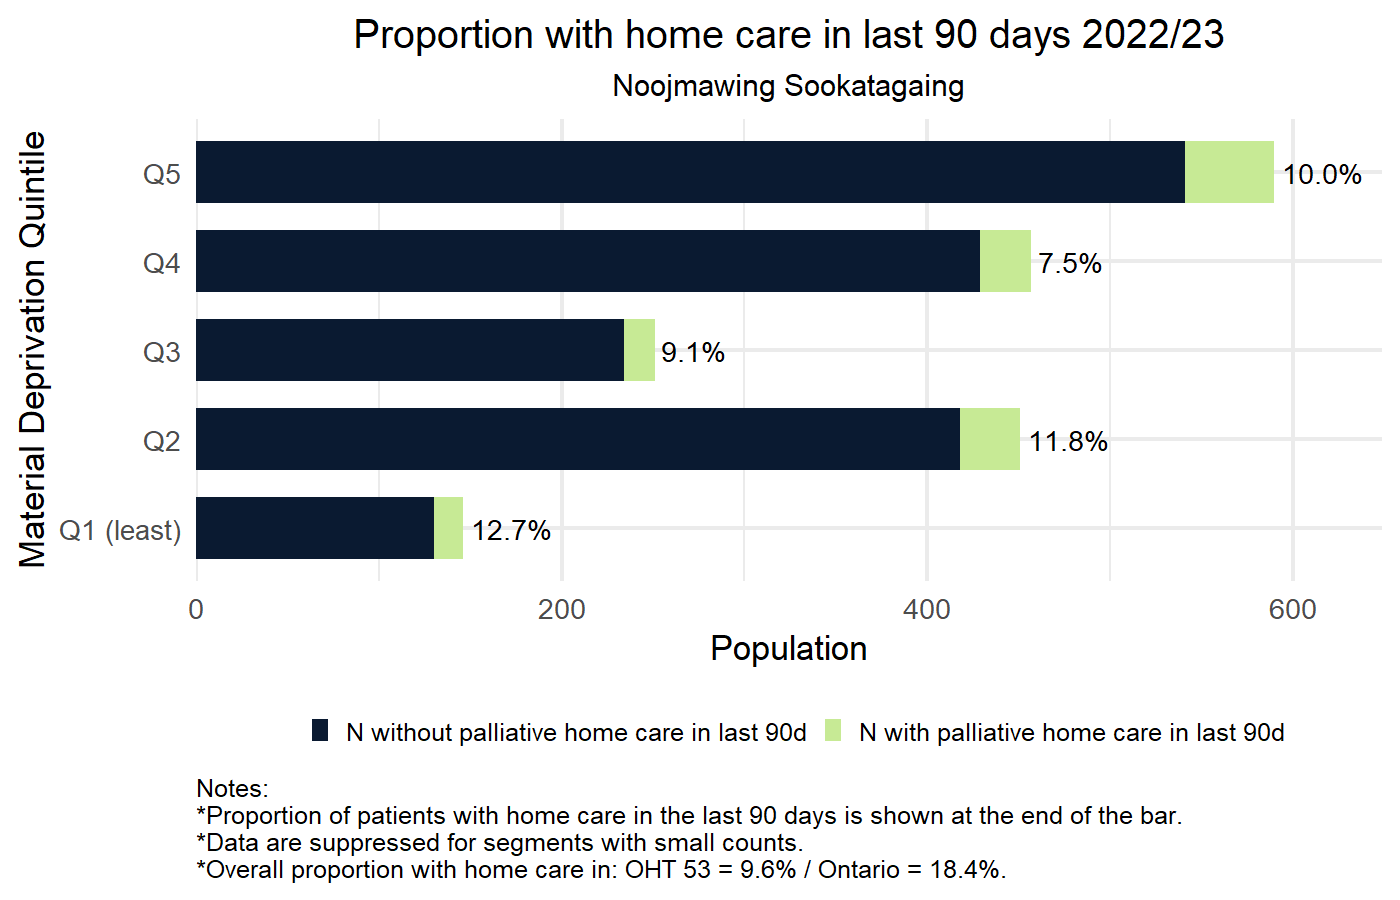 Proportion with home care in last 90 days 2022/23
Noojmawing Sookatagaing
Material Deprivation Quintile
Q5
10.0%
Q4
7.5%
Q3
9.1%
Q2
11.8%
Q1 (least)
12.7%
0 200 400 600
Population
N without palliative home care in last 90d N with palliative home care in last 90d
Notes:
*Proportion of patients with home care in the last 90 days is shown at the end of the bar.
*Data are suppressed for segments with small counts.
*Overall proportion with home care in: OHT 53 = 9.6% / Ontario = 18.4%.